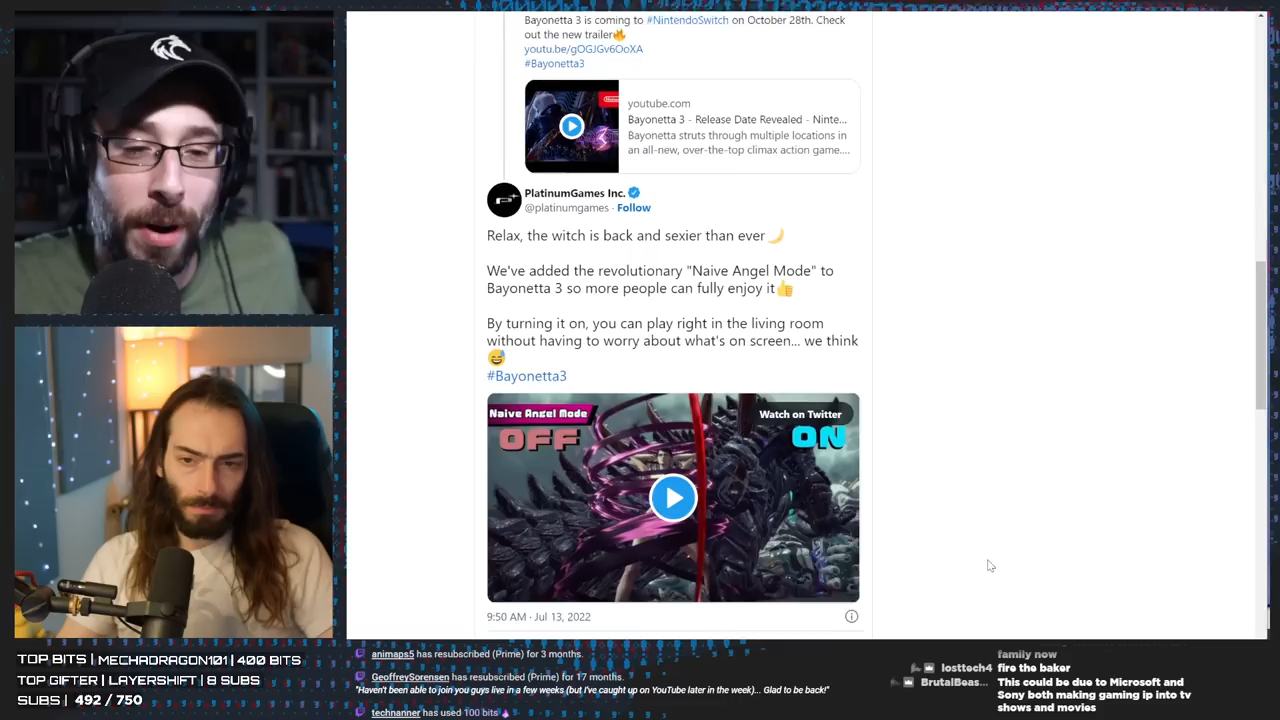 Bayonetta 3 is coming to #NintendoSwitch on October 28th. Check
out the new trailer🔥
youtu.be/gOGJGv6OoXA
#Bayonetta3
youtube.com
Bayonetta 3 - Release Date Revealed - Ninte...
Bayonetta struts through multiple locations in
an all-new, over-the-top climax action game....
PlatinumGames Inc.
@platinumgames · Follow
Relax, the witch is back and sexier than ever🌙
We've added the revolutionary "Naive Angel Mode" to
Bayonetta 3 so more people can fully enjoy it👍
By turning it on, you can play right in the living room
without having to worry about what's on screen... we think
😅
#Bayonetta3
Naive Angel Mode
Watch on Twitter
OFF
ON
9:50 AM · Jul 13, 2022
TOP BITS | MECHADRAGON101 | 400 BITS
TOP GIFTER | LAYERSHIFT | 8 SUBS
SUBS | 492 / 750
animaps5 has resubscribed (Prime) for 3 months.
GeoffreySorensen has resubscribed (Prime) for 17 months.
"Haven't been able to join you guys live in a few weeks (but I've caught up on YouTube later in the week)... Glad to be back!"
technanner has used 100 bits
family now
losttech4 fire the baker
BrutalBeas... This could be due to Microsoft and
Sony both making gaming ip into tv
shows and movies